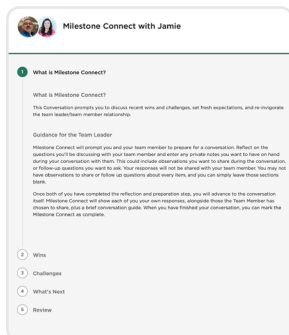 Milestone Connect with Jamie
1 What is Milestone Connect?
What is Milestone Connect?
This Conversation prompts you to discuss recent wins and challenges, set fresh expectations, and re-invigorate
the team leader/team member relationship.
Guidance for the Team Leader
Milestone Connect will prompt you and your team member to prepare for a conversation. Reflect on the
questions you'll be discussing with your team member and enter any private notes you want to have on hand
during your conversation with them. This could include observations you want to share during the conversation,
or follow-up questions you want to ask. Your responses will not be shared with your team member. You may not
have observations to share or follow up questions about every item, and you can simply leave those sections
blank.
Once both of you have completed the reflection and preparation step, you will advance to the conversation
itself. Milestone Connect will show each of you your own responses, alongside those the Team Member has
chosen to share, plus a brief conversation guide. When you have finished your conversation, you can mark the
Milestone Connect as complete.
2 Wins
3 Challenges
4 What's Next
5 Review